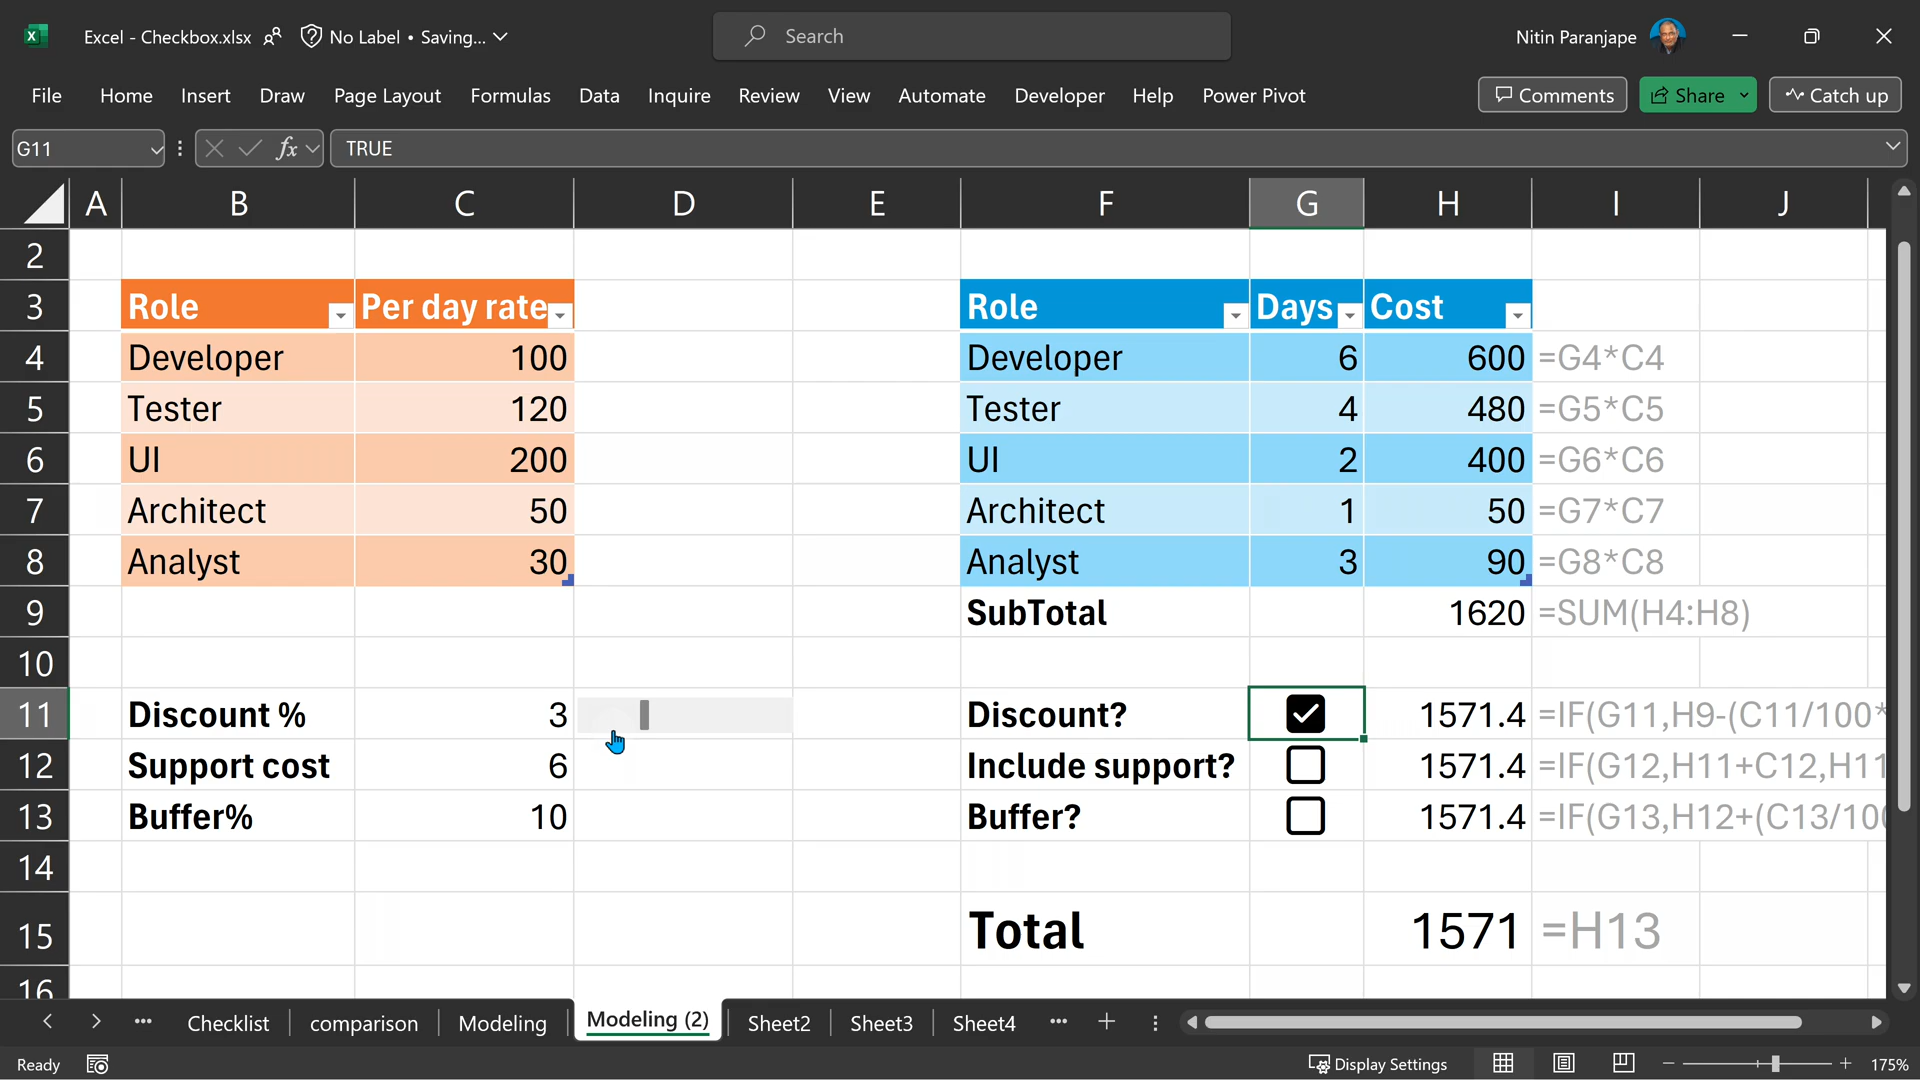 Excel - Checkbox.xlsx No Label • Saving...
Search
Nitin Paranjape
File Home Insert Draw Page Layout Formulas Data Inquire Review View Automate Developer Help Power Pivot
Comments Share Catch up
G11 fx TRUE
A B C D E F G H I J
2
3 Role Per day rate Role Days Cost
4 Developer 100 Developer 6 600 =G4*C4
5 Tester 120 Tester 4 480 =G5*C5
6 UI 200 UI 2 400 =G6*C6
7 Architect 50 Architect 1 50 =G7*C7
8 Analyst 30 Analyst 3 90 =G8*C8
9 SubTotal 1620 =SUM(H4:H8)
10
11 Discount % 3 Discount? 1571.4 =IF(G11,H9-(C11/100*
12 Support cost 6 Include support? 1571.4 =IF(G12,H11+C12,H11
13 Buffer% 10 Buffer? 1571.4 =IF(G13,H12+(C13/100
14
15 Total 1571 =H13
16
Checklist comparison Modeling Modeling (2) Sheet2 Sheet3 Sheet4
Ready Display Settings 175%